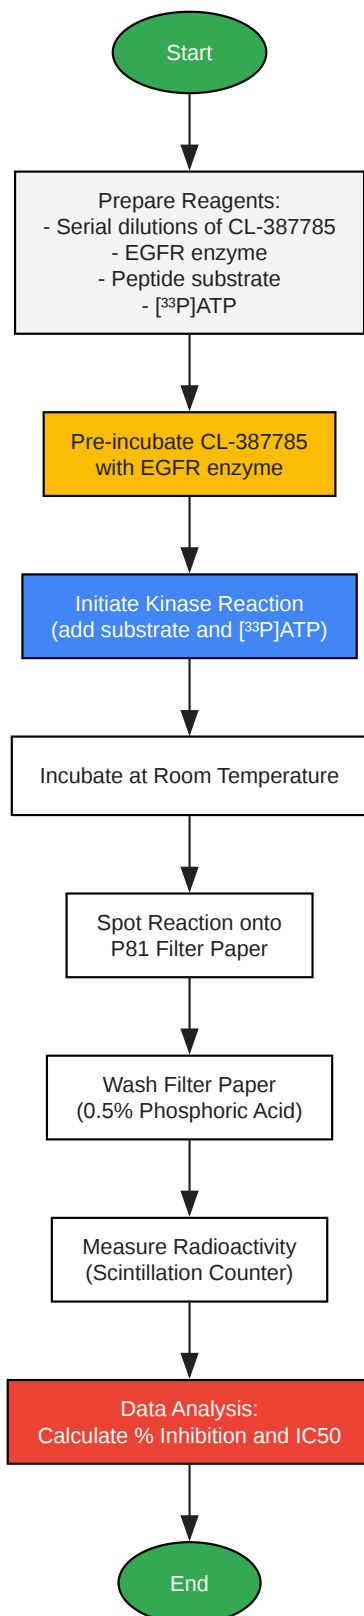 Start
Prepare Reagents:
- Serial dilutions of CL-387785
- EGFR enzyme
- Peptide substrate
- [³³P]ATP
Pre-incubate CL-387785
with EGFR enzyme
Initiate Kinase Reaction
(add substrate and [³³P]ATP)
Incubate at Room Temperature
Spot Reaction onto
P81 Filter Paper
Wash Filter Paper
(0.5% Phosphoric Acid)
Measure Radioactivity
(Scintillation Counter)
Data Analysis:
Calculate % Inhibition and IC50
End